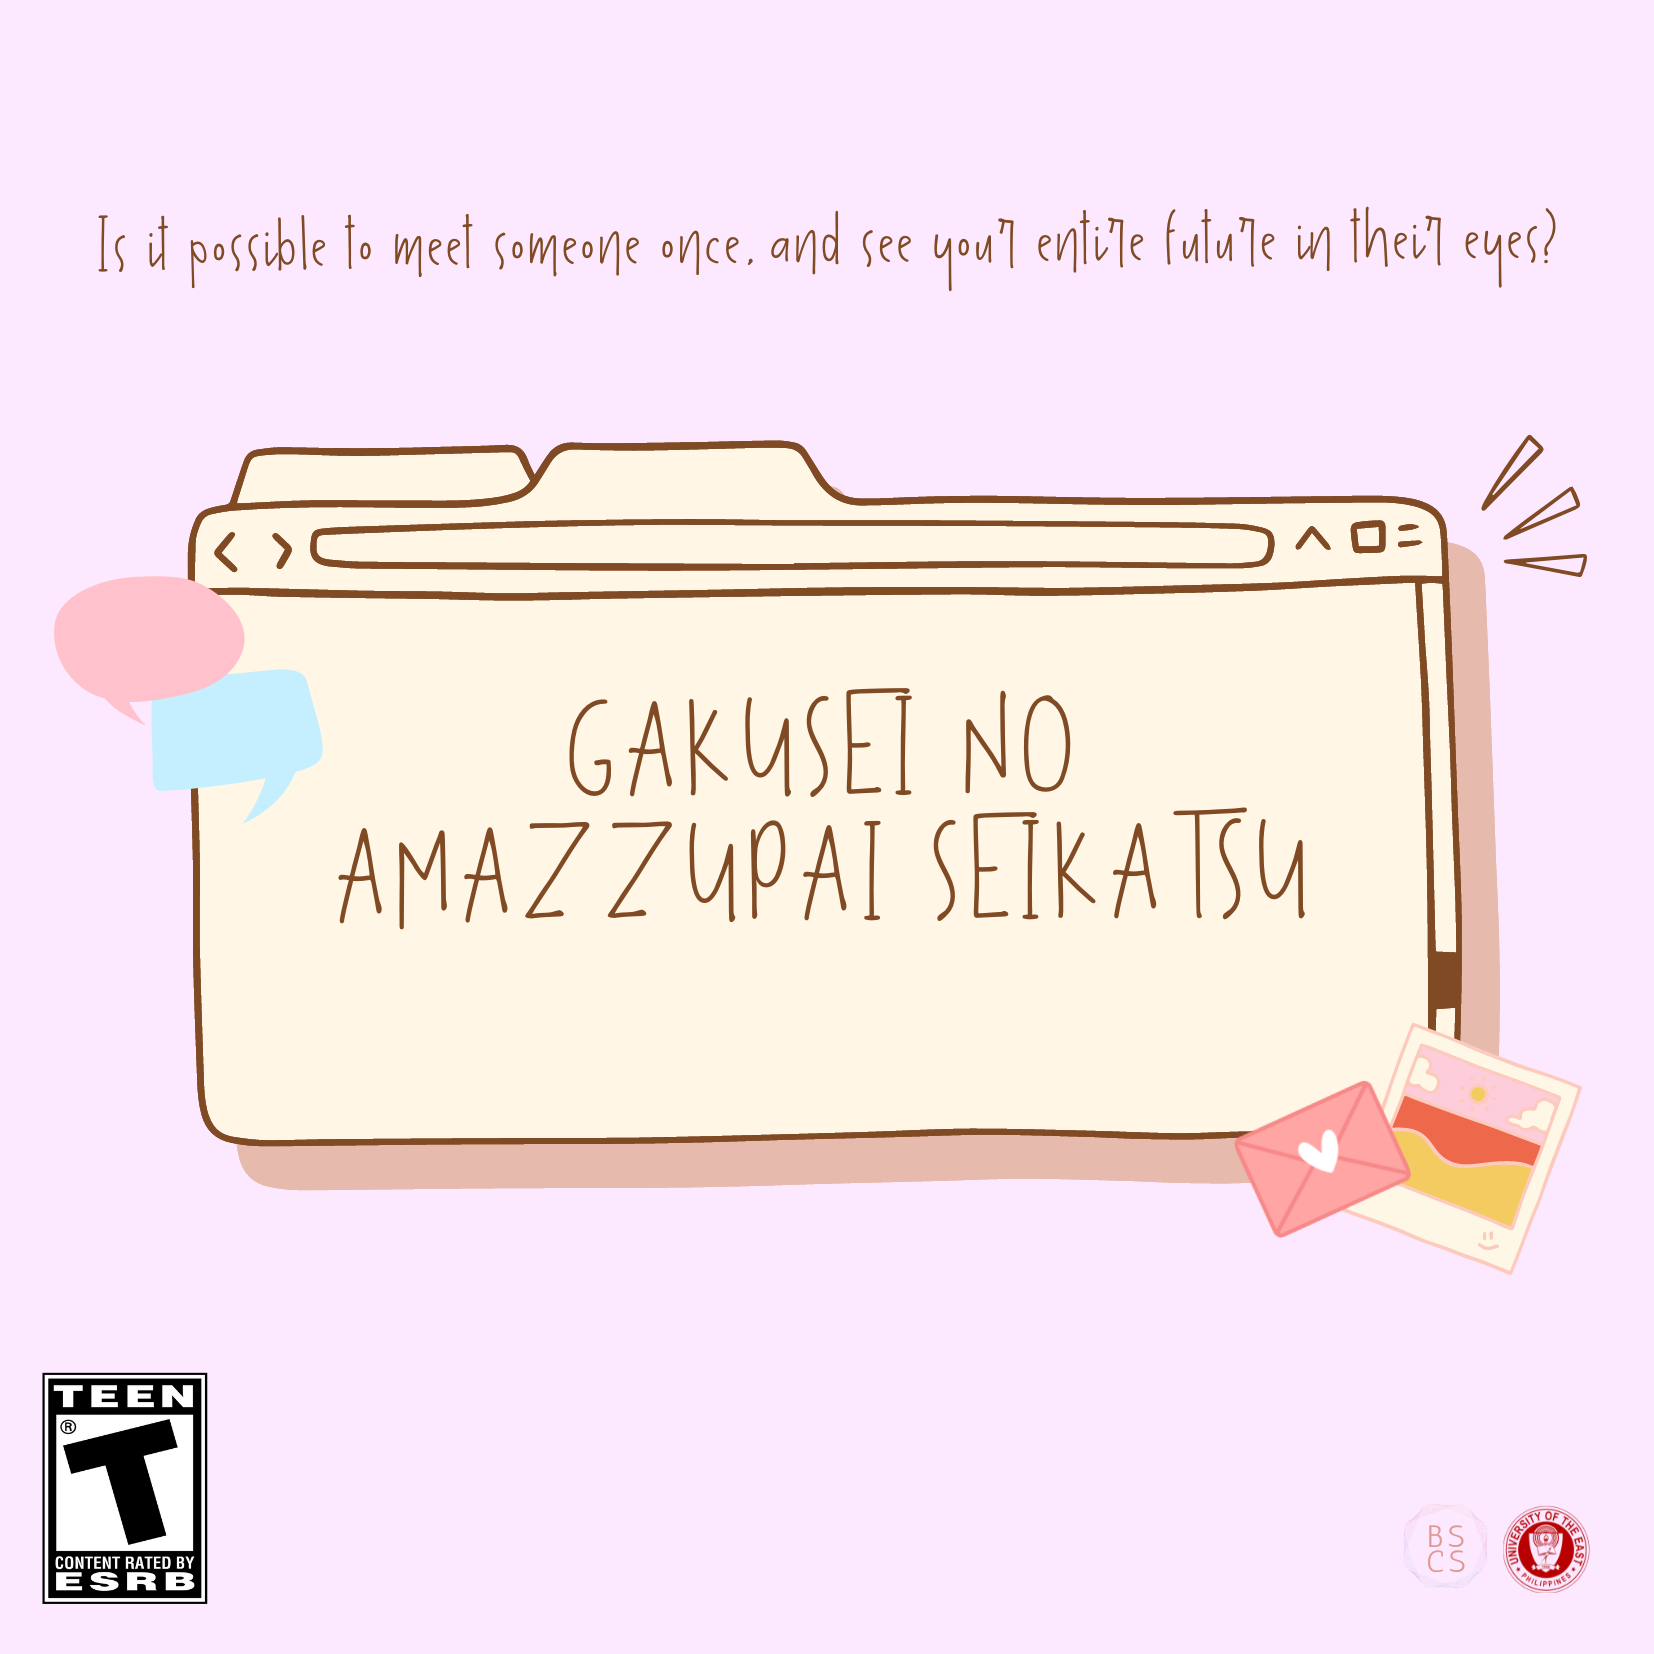 Is it possible to meet someone once, and see your entire future in their eyes?
GAKUSEI NO
AMAZZUPAI SEIKATSU
TEEN
®
T
CONTENT RATED BY
ESRB
BS
CS
UNIVERSITY OF THE EAST
PHILIPPINES